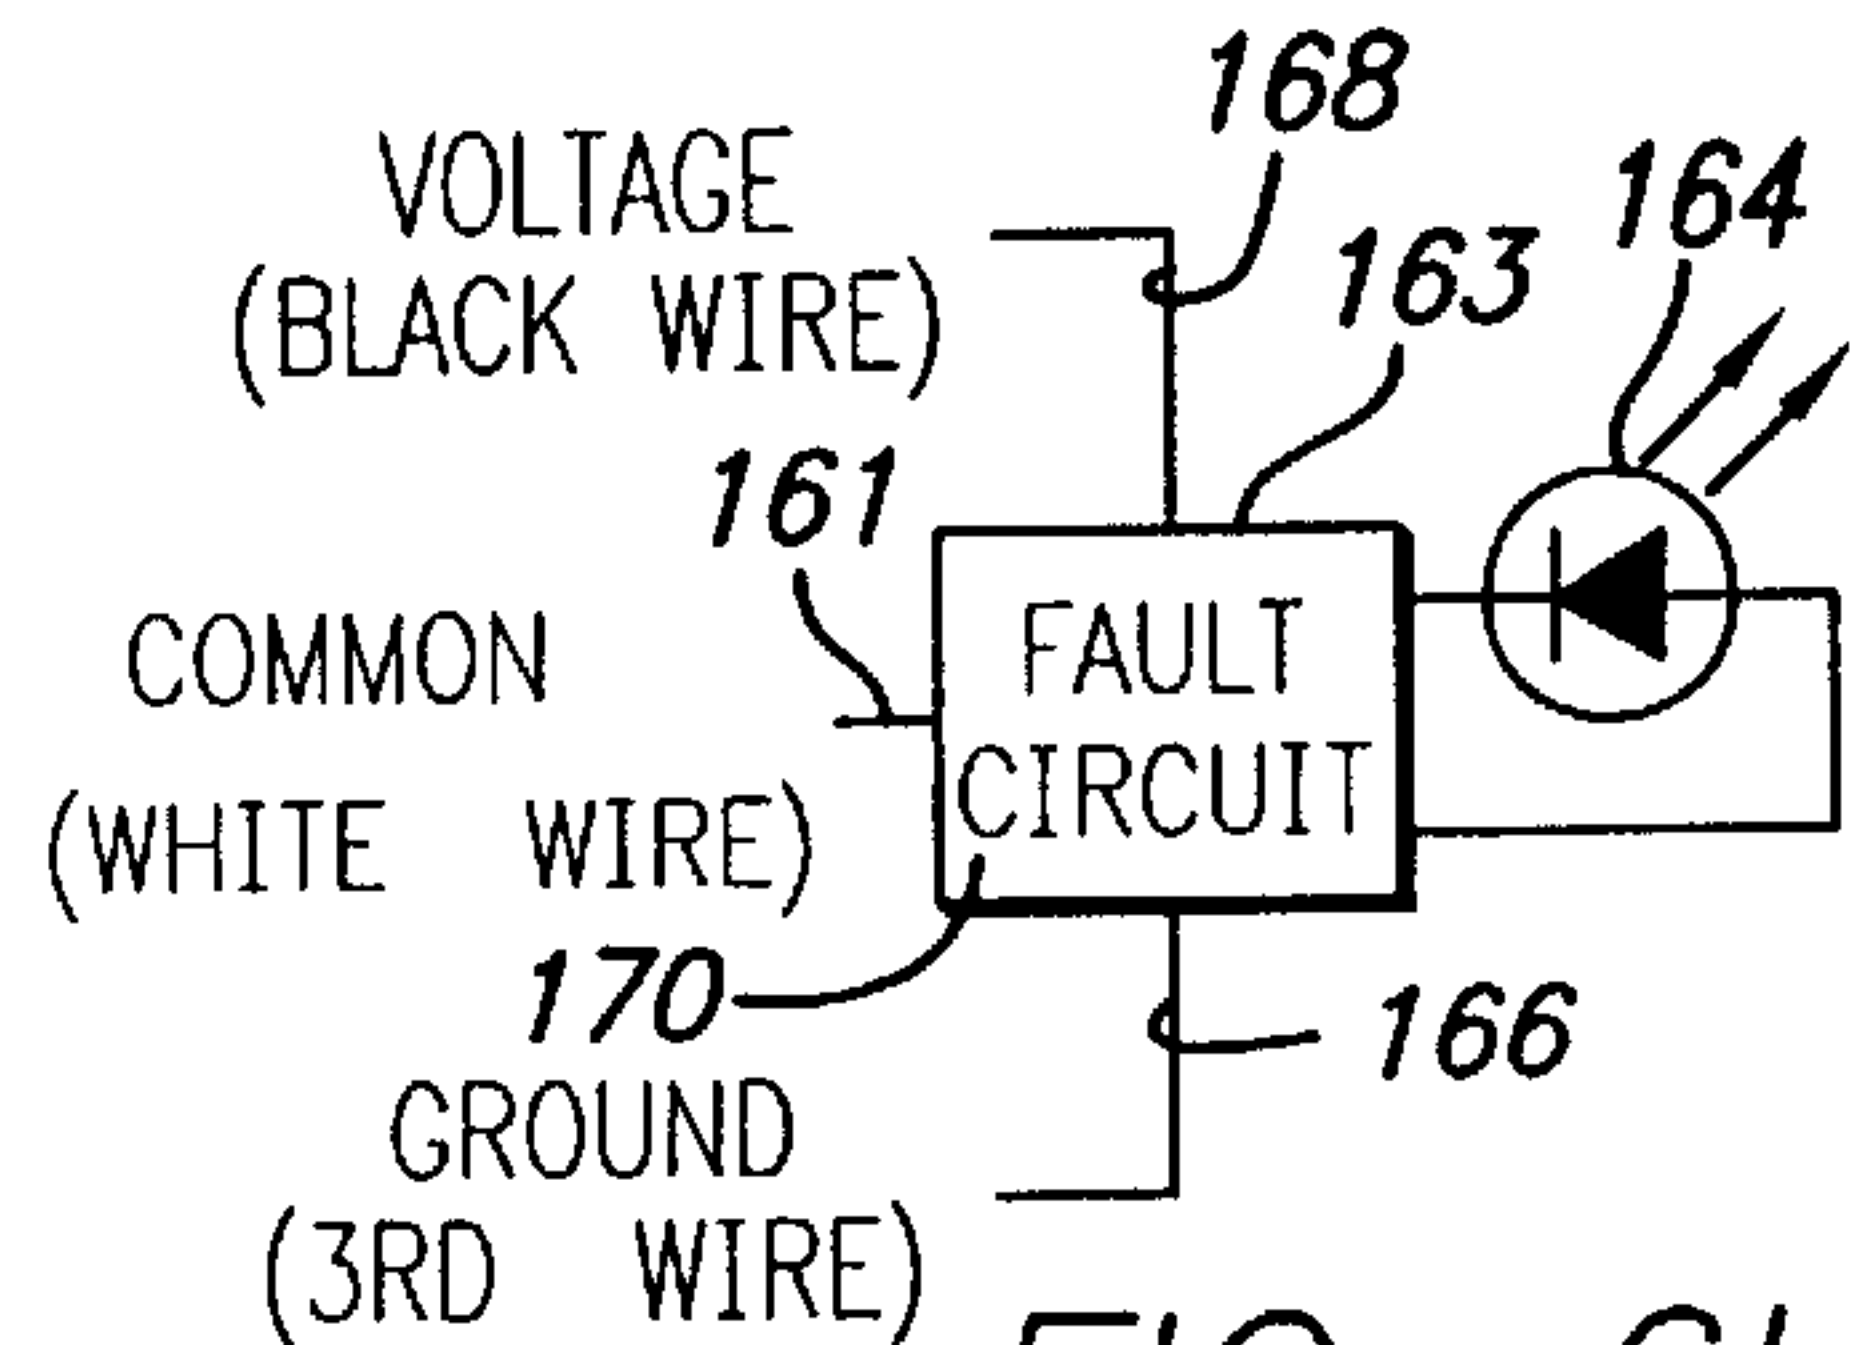 168
164
VOLTAGE
(BLACK WIRE)
163
161
FAULT
CIRCUIT
COMMON
(WHITE WIRE)
170
166
GROUND
(3RD WIRE)